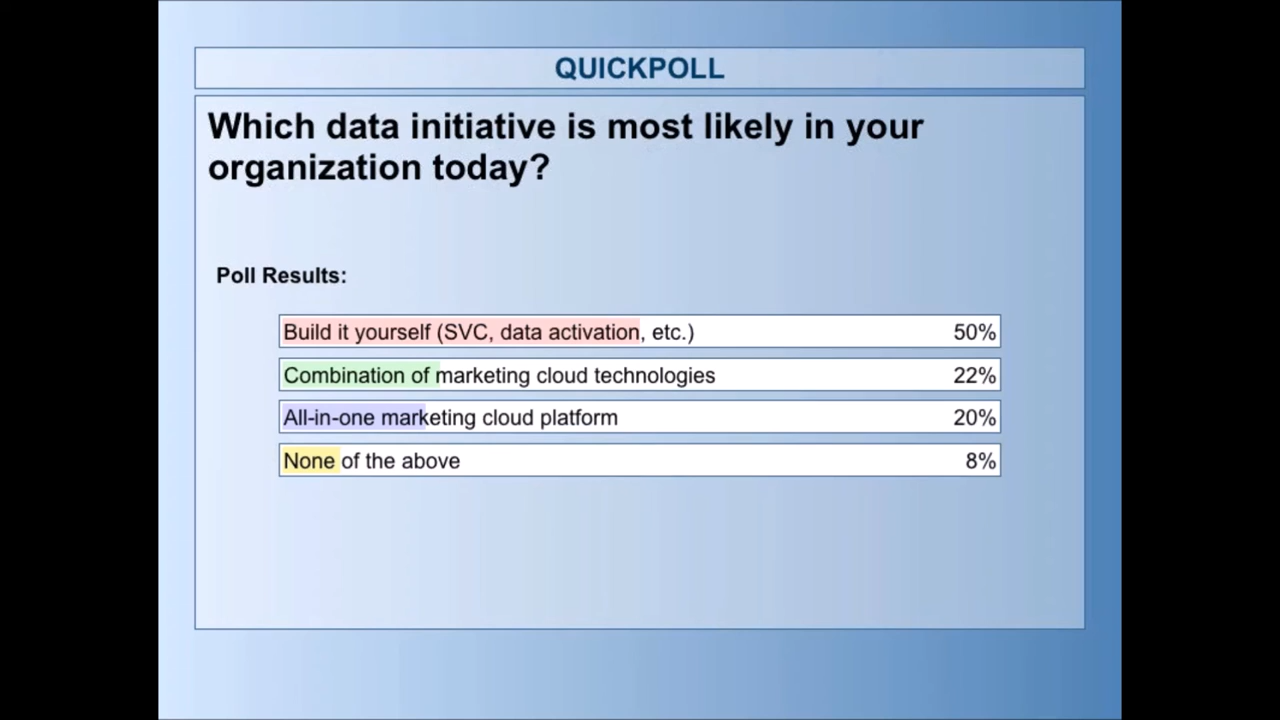 QUICKPOLL
Which data initiative is most likely in your
organization today?
Poll Results:
Build it yourself (SVC, data activation, etc.) 50%
Combination of marketing cloud technologies 22%
All-in-one marketing cloud platform 20%
None of the above 8%